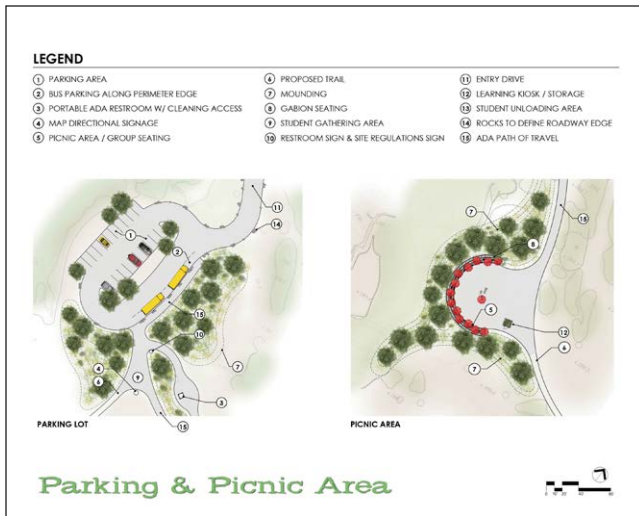 LEGEND
1 PARKING AREA
2 BUS PARKING ALONG PERIMETER EDGE
3 PORTABLE ADA RESTROOM W/ CLEANING ACCESS
4 MAP DIRECTIONAL SIGNAGE
5 PICNIC AREA / GROUP SEATING
6 PROPOSED TRAIL
7 MOUNDING
8 GABION SEATING
9 STUDENT GATHERING AREA
10 RESTROOM SIGN & SITE REGULATIONS SIGN
11 ENTRY DRIVE
12 LEARNING KIOSK / STORAGE
13 STUDENT UNLOADING AREA
14 ROCKS TO DEFINE ROADWAY EDGE
15 ADA PATH OF TRAVEL
11
14
1
2
15
10
7
4
9
6
3
15
PARKING LOT
7
15
8
5
12
6
7
PICNIC AREA
Parking & Picnic Area